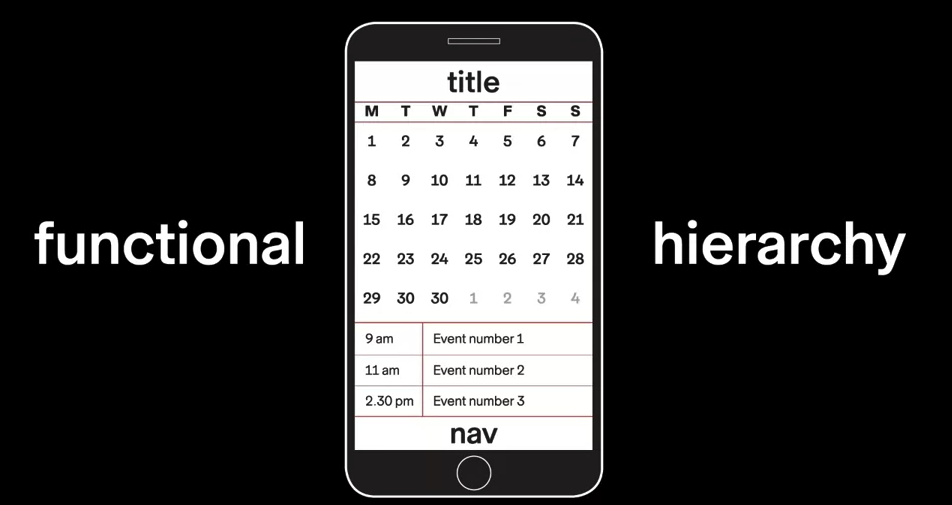 functional
title
M T W T F S S
1 2 3 4 5 6 7
8 9 10 11 12 13 14
15 16 17 18 19 20 21
22 23 24 25 26 27 28
29 30 30 1 2 3 4
9 am Event number 1
11 am Event number 2
2.30 pm Event number 3
nav
hierarchy